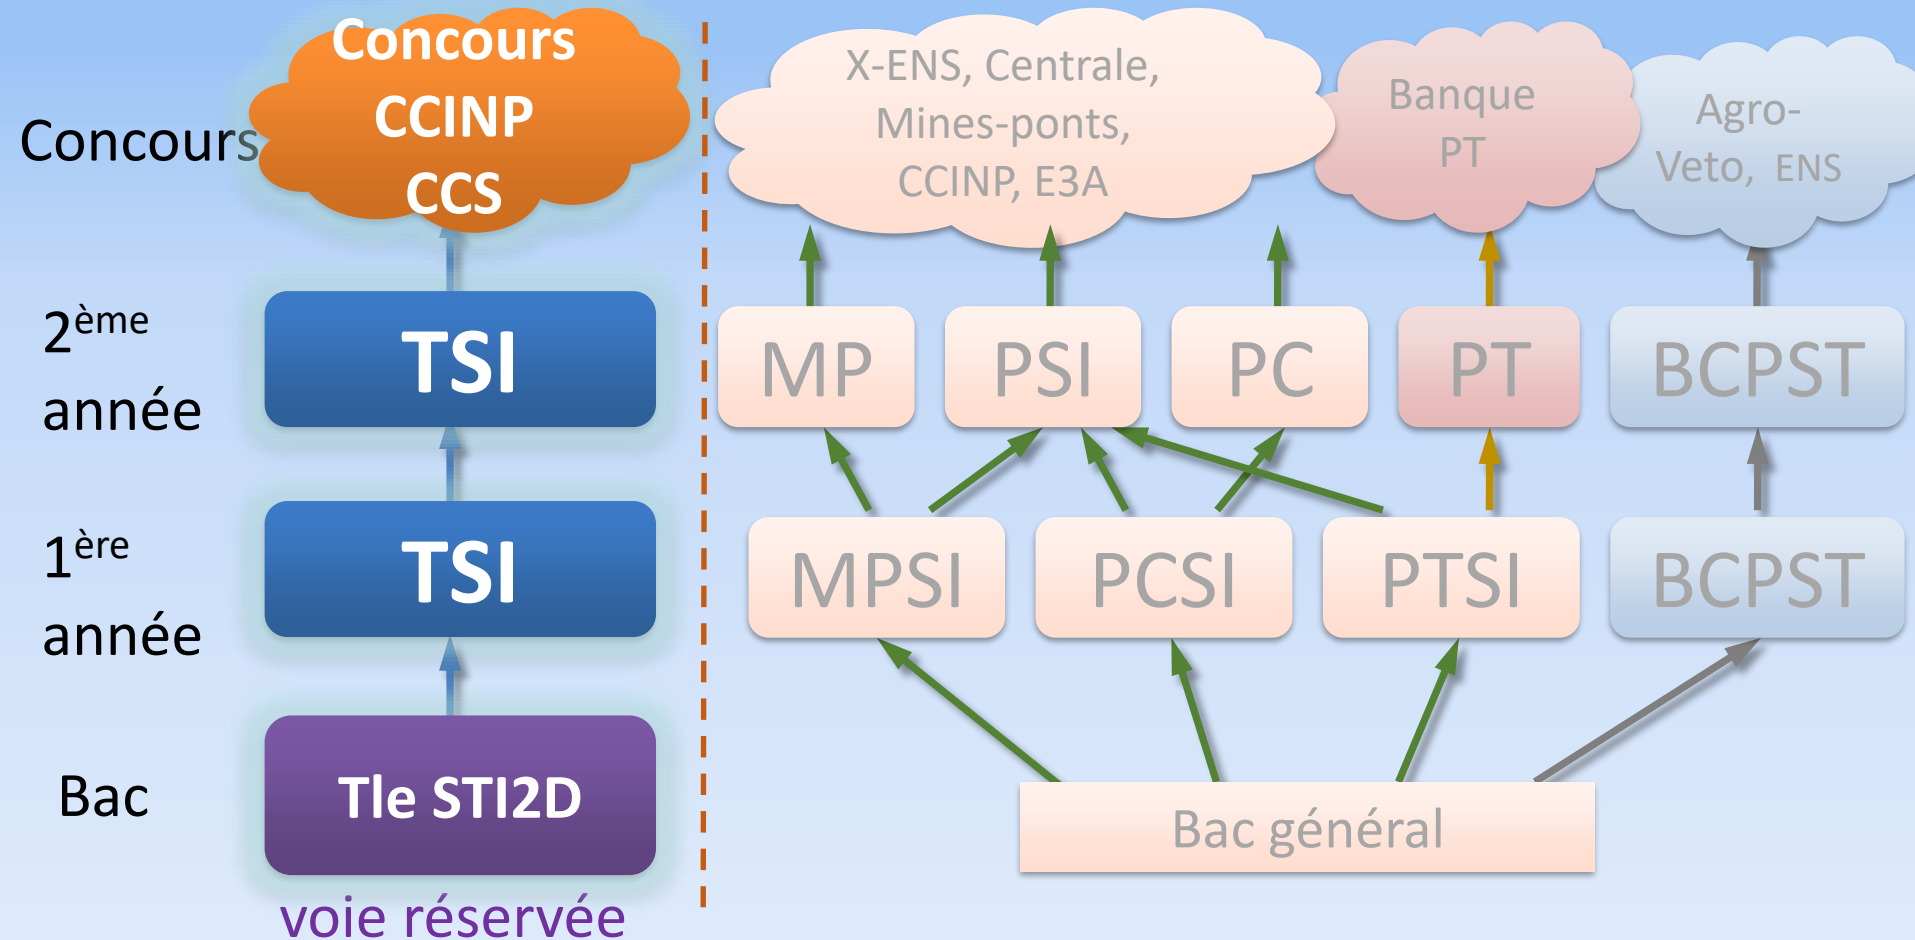 Concours
Concours
CCINP
CCS
X-ENS, Centrale,
Mines-ponts,
CCINP, E3A
Banque
PT
Agro-
Veto, ENS
2ème
année
TSI
MP
PSI
PC
PT
BCPST
1ère
année
TSI
MPSI
PCSI
PTSI
BCPST
Bac
Tle STI2D
Bac général
voie réservée